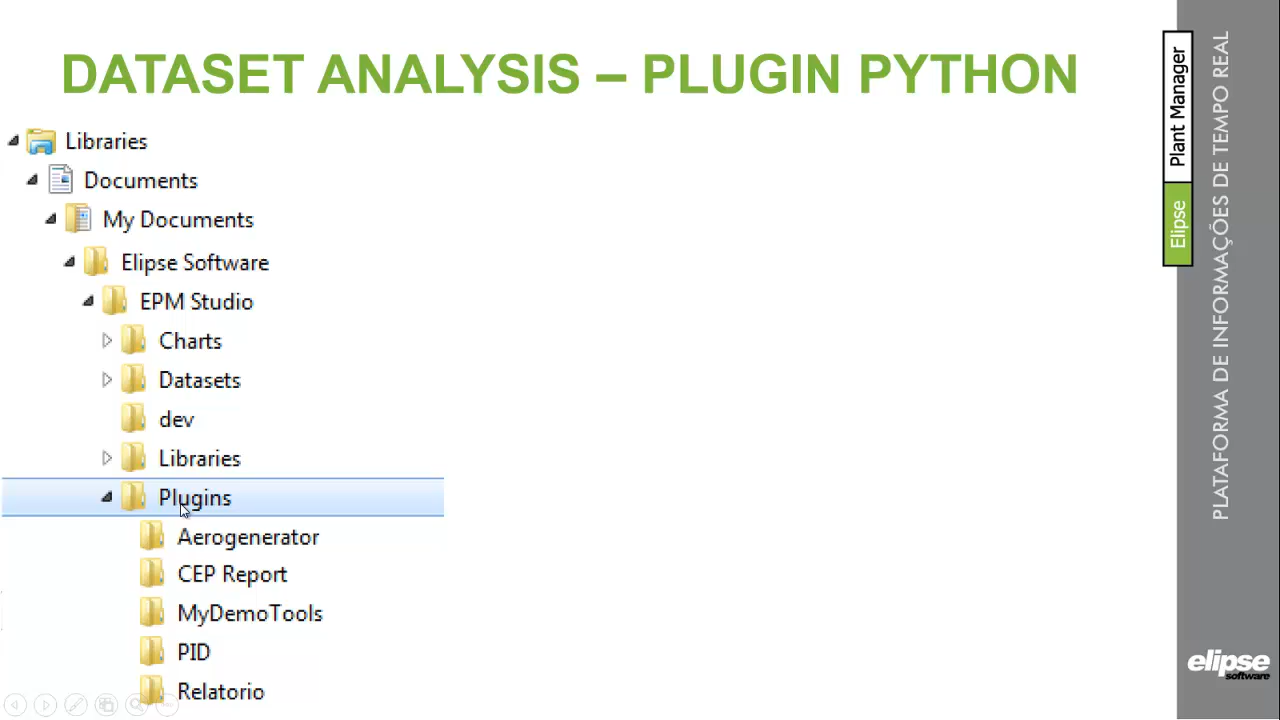 DATASET ANALYSIS – PLUGIN PYTHON
Libraries
Documents
My Documents
Elipse Software
EPM Studio
Charts
Datasets
dev
Libraries
Plugins
Aerogenerator
CEP Report
MyDemoTools
PID
Relatorio
Elipse Plant Manager
PLATAFORMA DE INFORMAÇÕES DE TEMPO REAL
elipse
software